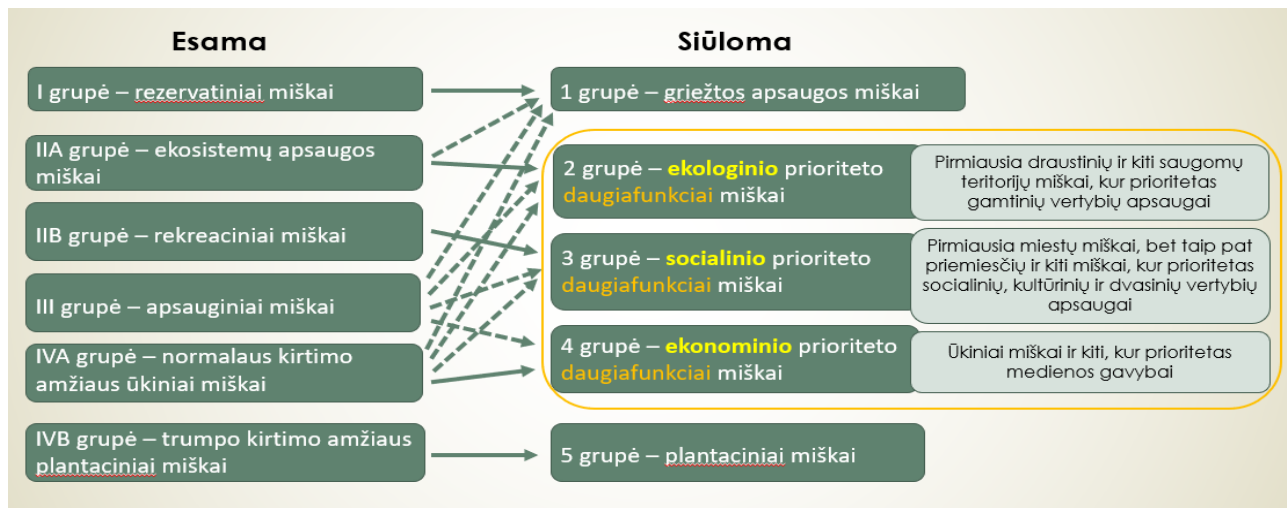 Esama
Siūloma
I grupė – rezervatiniai miškai
IIA grupė – ekosistemų apsaugos
miškai
IIB grupė – rekreaciniai miškai
III grupė – apsauginiai miškai
IVA grupė – normalaus kirtimo
amžiaus ūkiniai miškai
IVB grupė – trumpo kirtimo amžiaus
plantaciniai miškai
1 grupė – griežtos apsaugos miškai
2 grupė – ekologinio prioriteto
daugiafunkciai miškai
Pirmiausia draustinių ir kiti saugomų
teritorijų miškai, kur prioritetas
gamtinių vertybių apsaugai
3 grupė – socialinio prioriteto
daugiafunkciai miškai
Pirmiausia miestų miškai, bet taip pat
priemiesčių ir kiti miškai, kur prioritetas
socialinių, kultūrinių ir dvasinių vertybių
apsaugai
4 grupė – ekonominio prioriteto
daugiafunkciai miškai
Ūkiniai miškai ir kiti, kur prioritetas
medienos gavybai
5 grupė – plantaciniai miškai